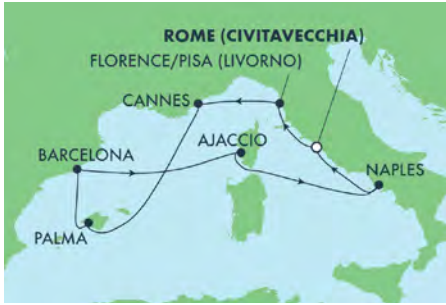 ROME (CIVITAVECCHIA)
FLORENCE/PISA (LIVORNO)
CANNES
AJACCIO
BARCELONA
NAPLES
PALMA